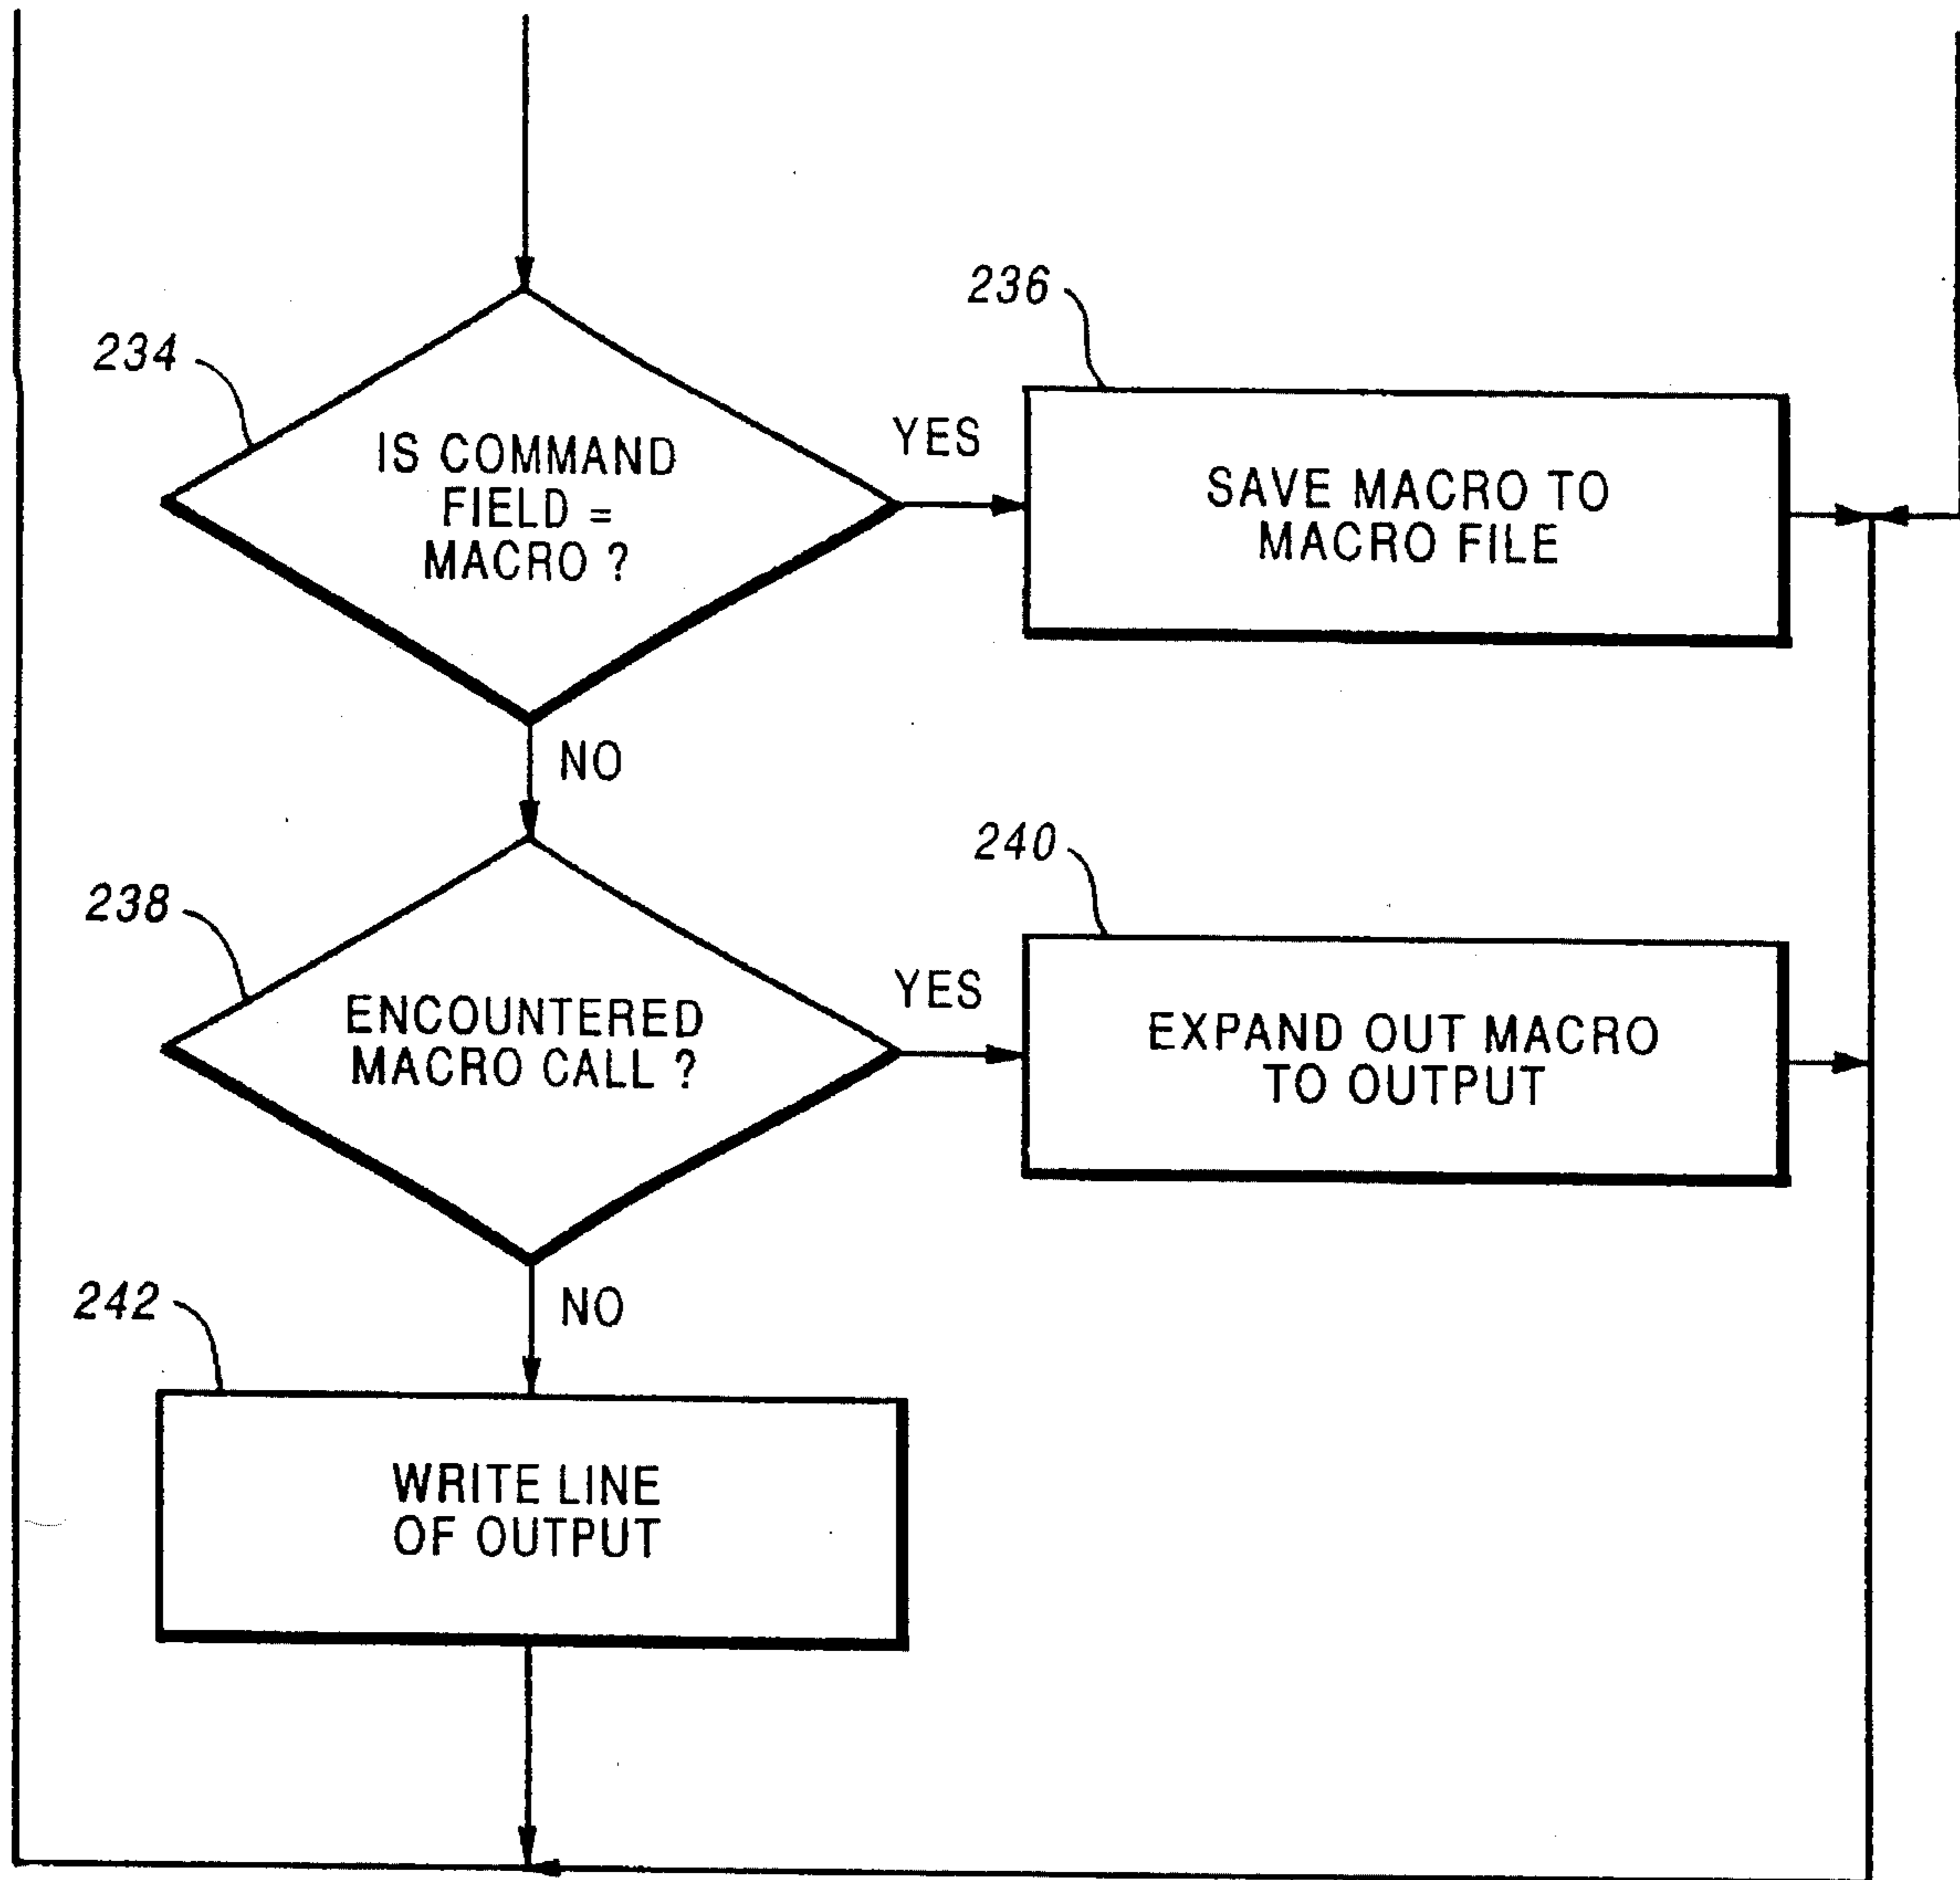 234
IS COMMAND
FIELD =
MACRO ?
YES
236
SAVE MACRO TO
MACRO FILE
NO
238
ENCOUNTERED
MACRO CALL ?
YES
240
EXPAND OUT MACRO
TO OUTPUT
NO
242
WRITE LINE
OF OUTPUT